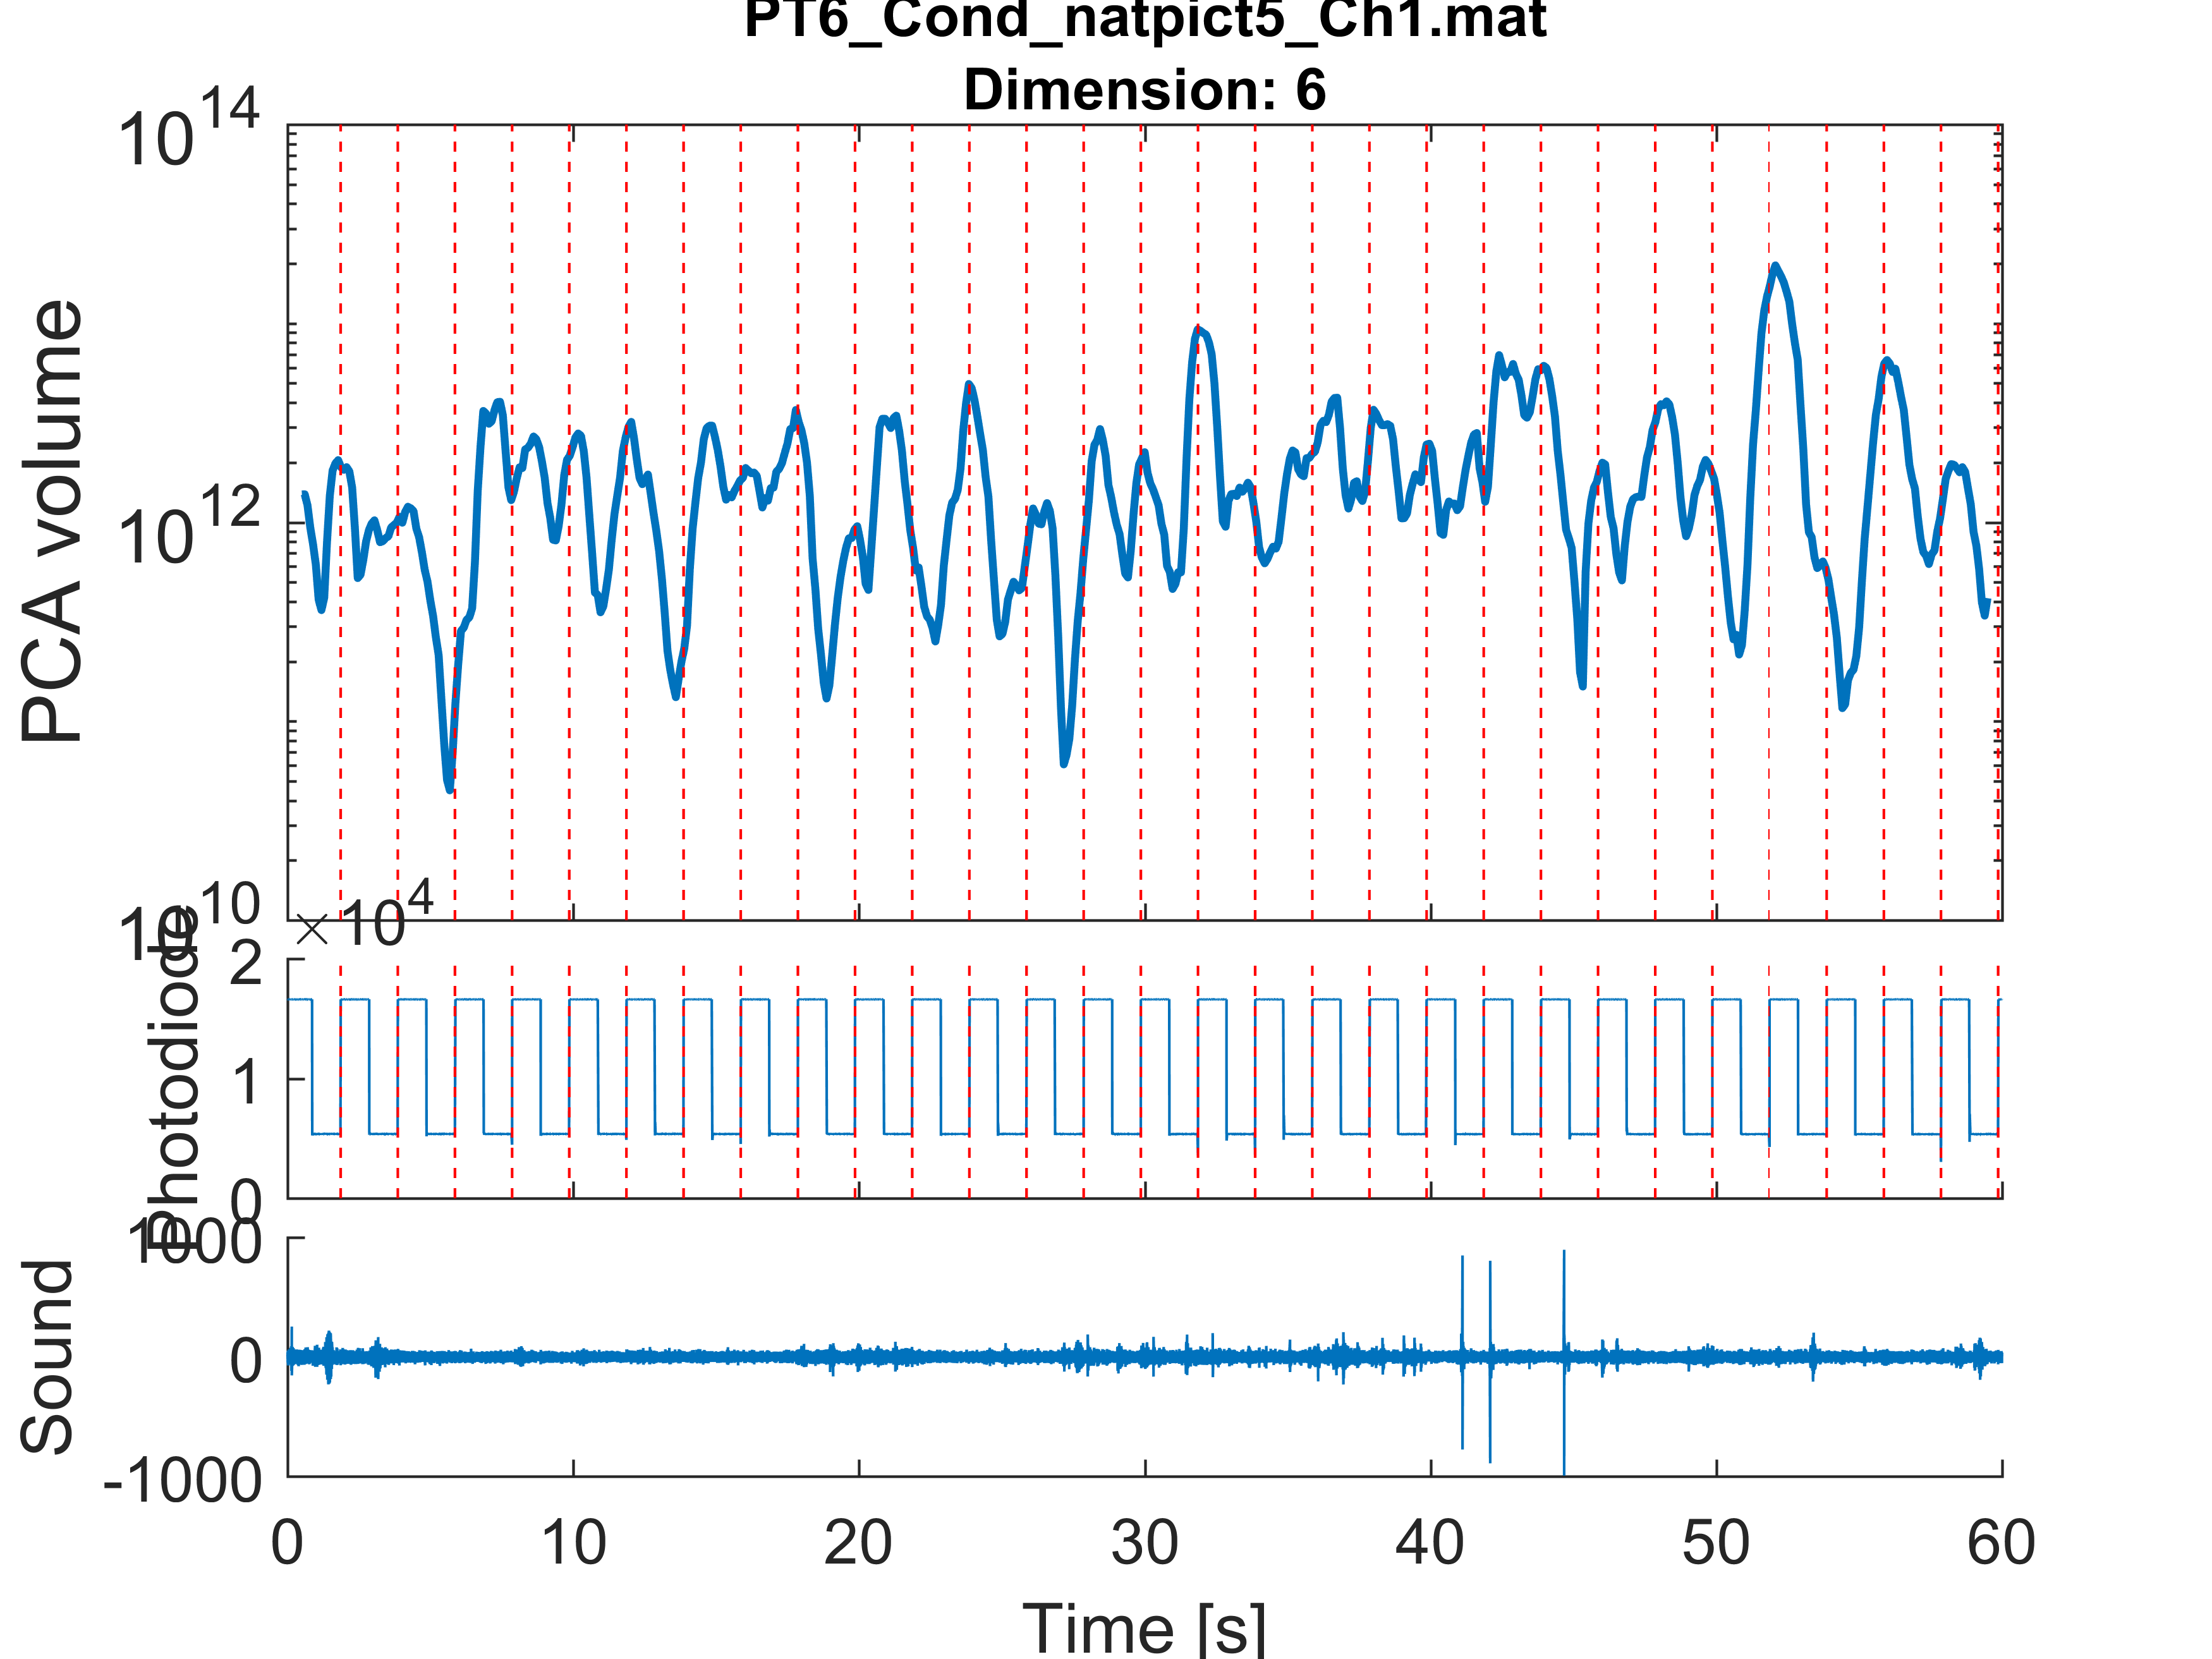 PT6_Cond_natpict5_Ch1.mat
Dimension: 6
PCA volume
10^14
10^12
10^10
×10^4
Photodiode
2
1
0
Sound
1000
0
-1000
0 10 20 30 40 50 60
Time [s]